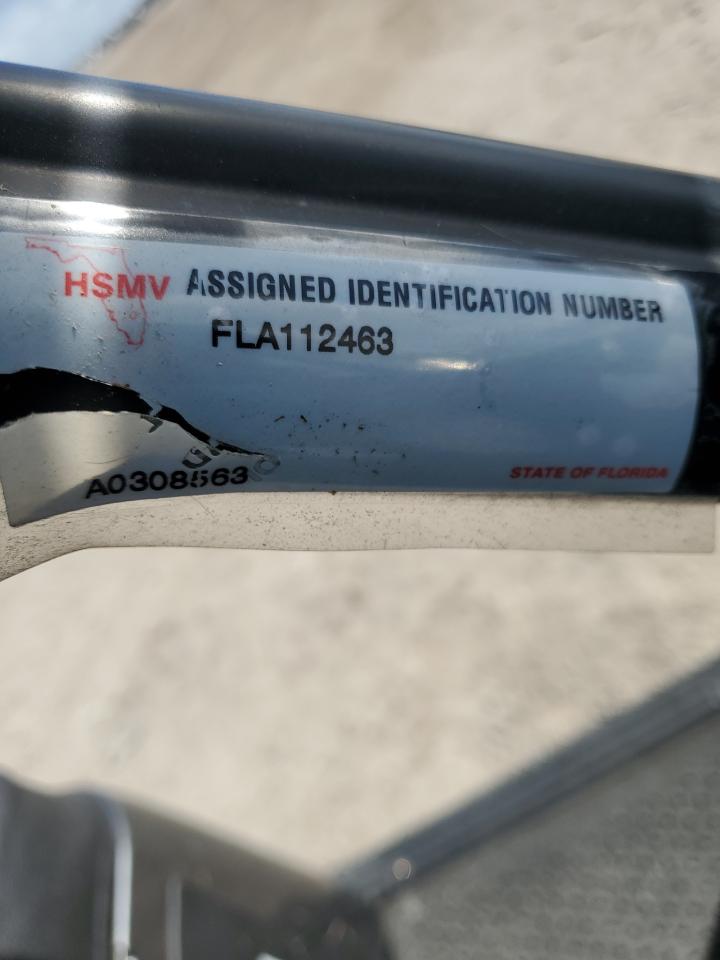 HSMV ASSIGNED IDENTIFICATION NUMBER
FLA112463
A0308563
STATE OF FLORIDA